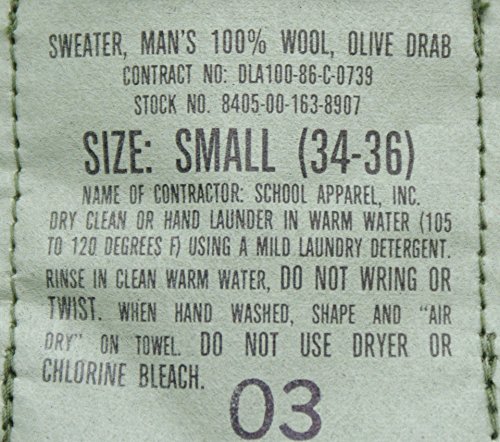 SWEATER, MAN'S 100% WOOL, OLIVE DRAB
CONTRACT NO: DLA100-86-C-0739
STOCK NO. 8405-00-163-8907
SIZE: SMALL (34-36)
NAME OF CONTRACTOR: SCHOOL APPAREL, INC.
DRY CLEAN OR HAND LAUNDER IN WARM WATER (105
TO 120 DEGREES F) USING A MILD LAUNDRY DETERGENT.
RINSE IN CLEAN WARM WATER, DO NOT WRING OR
TWIST. WHEN HAND WASHED, SHAPE AND "AIR
DRY" ON TOWEL. DO NOT USE DRYER OR
CHLORINE BLEACH.
03